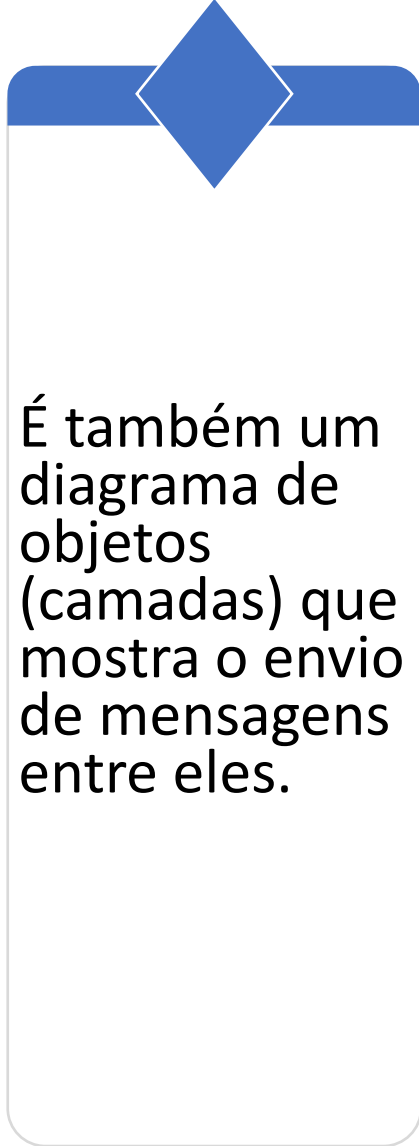 É também um
diagrama de
objetos
(camadas) que
mostra o envio
de mensagens
entre eles.